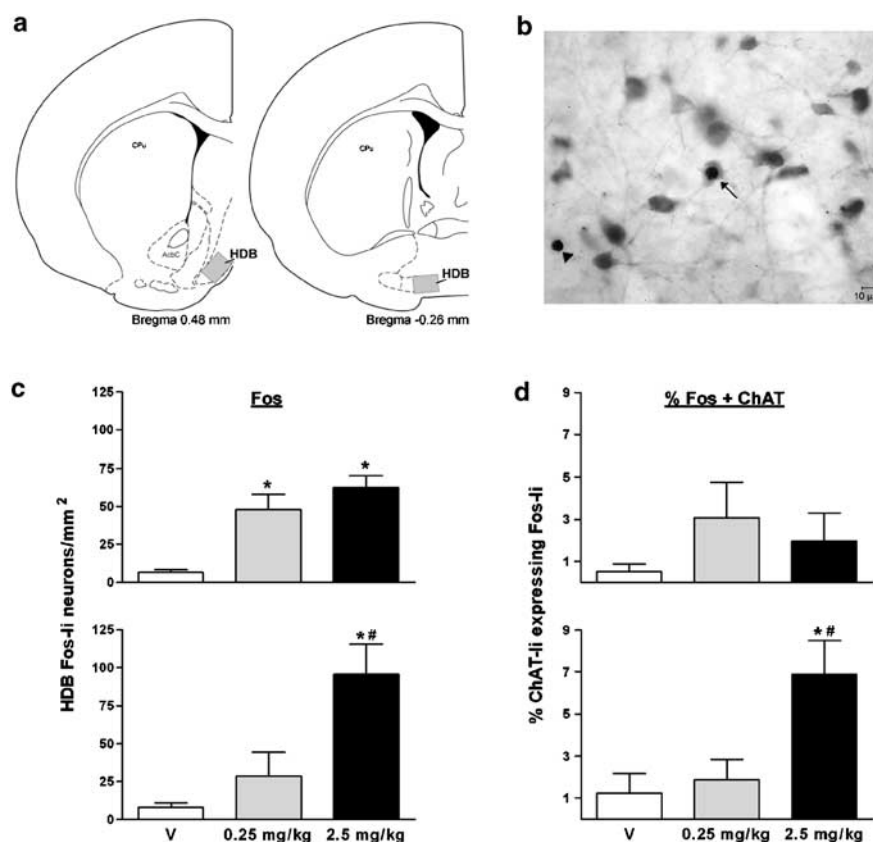 a
CPu
AcbC
HDB
Bregma 0.48 mm
CPu
HDB
Bregma -0.26 mm
b
10 µ
c
Fos
HDB Fos-li neurons/mm²
125
100
75
50
25
0
*
*
125
100
75
50
25
0
* #
V
0.25 mg/kg
2.5 mg/kg
d
% Fos + ChAT
% ChAT-li expressing Fos-li
9
7
5
3
1
9
7
5
3
1
* #
V
0.25 mg/kg
2.5 mg/kg